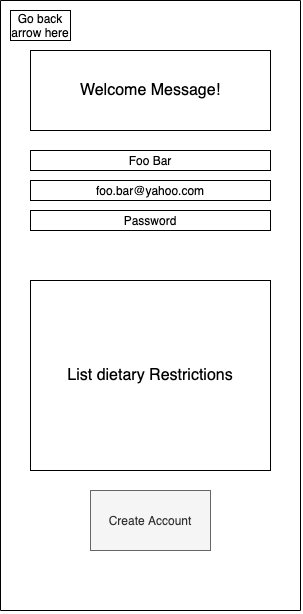 Go back
arrow here
Welcome Message!
Foo Bar
foo.bar@yahoo.com
Password
List dietary Restrictions
Create Account